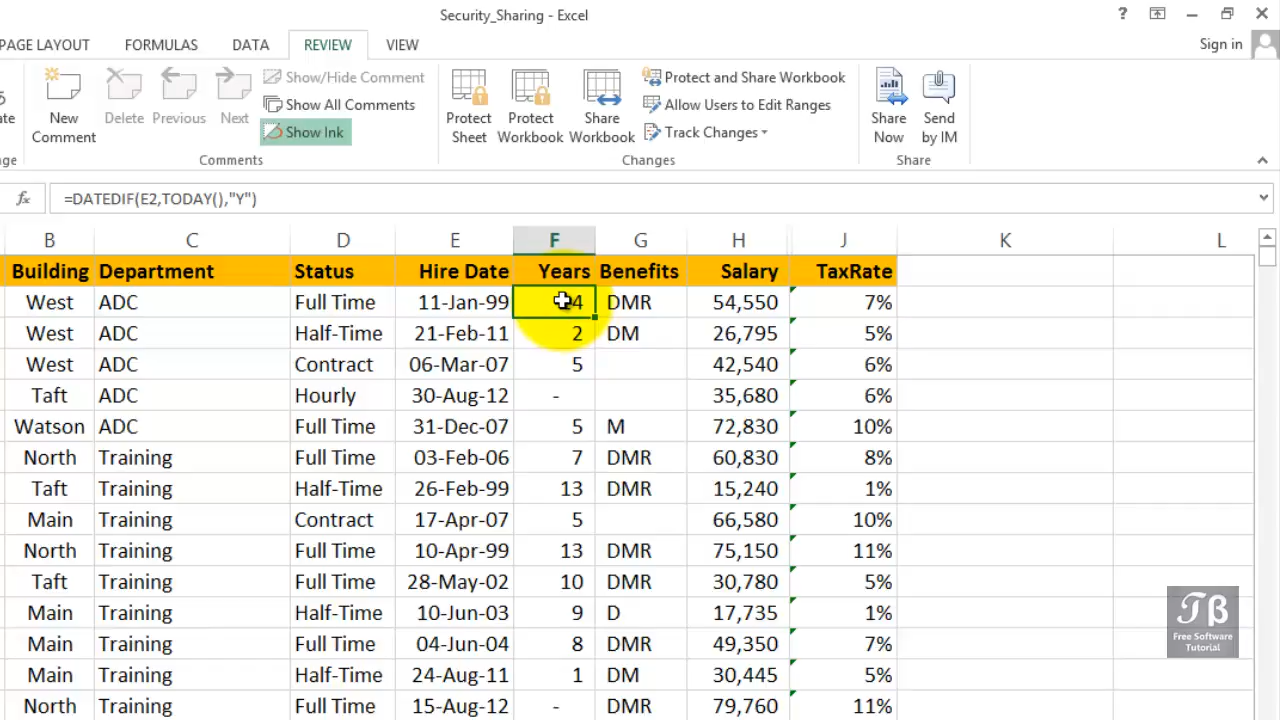 Security_Sharing - Excel
?
PAGE LAYOUT FORMULAS DATA REVIEW VIEW Sign in
New Comment
Delete
Previous
Next
Show/Hide Comment
Show All Comments
Show Ink
Comments
Protect Sheet
Protect Workbook
Share Workbook
Protect and Share Workbook
Allow Users to Edit Ranges
Track Changes
Changes
Share Now
Send by IM
Share
fx =DATEDIF(E2,TODAY(),"Y")
B C D E F G H J K L
Building Department Status Hire Date Years Benefits Salary TaxRate
West ADC Full Time 11-Jan-99 DMR 54,550 7%
West ADC Half-Time 21-Feb-11 2 DM 26,795 5%
West ADC Contract 06-Mar-07 5 42,540 6%
Taft ADC Hourly 30-Aug-12 - 35,680 6%
Watson ADC Full Time 31-Dec-07 5 M 72,830 10%
North Training Full Time 03-Feb-06 7 DMR 60,830 8%
Taft Training Half-Time 26-Feb-99 13 DMR 15,240 1%
Main Training Contract 17-Apr-07 5 66,580 10%
North Training Full Time 10-Apr-99 13 DMR 75,150 11%
Taft Training Full Time 28-May-02 10 DMR 30,780 5%
Main Training Half-Time 10-Jun-03 9 D 17,735 1%
Main Training Full Time 04-Jun-04 8 DMR 49,350 7%
Main Training Half-Time 24-Aug-11 1 DM 30,445 5%
North Training Full Time 15-Aug-12 - DMR 79,760 11%
Tβ
Free Software
Tutorial